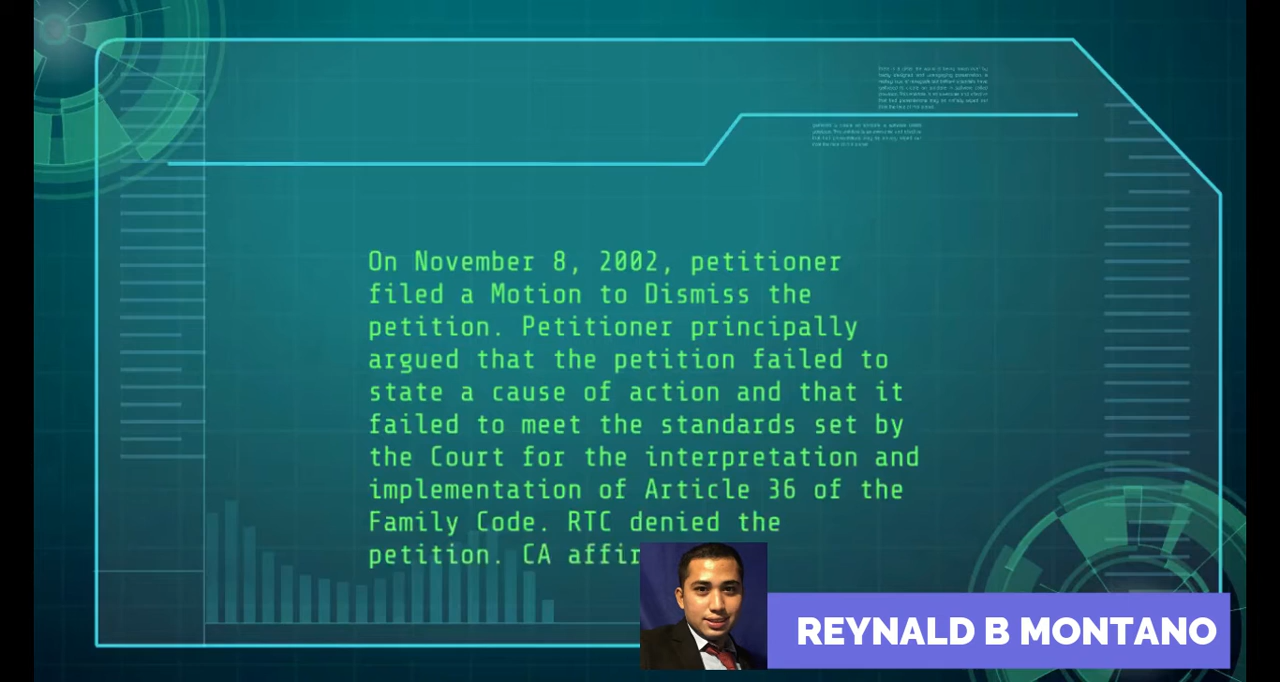 On November 8, 2002, petitioner
filed a Motion to Dismiss the
petition. Petitioner principally
argued that the petition failed to
state a cause of action and that it
failed to meet the standards set by
the Court for the interpretation and
implementation of Article 36 of the
Family Code. RTC denied the
petition. CA
REYNALD B MONTANO